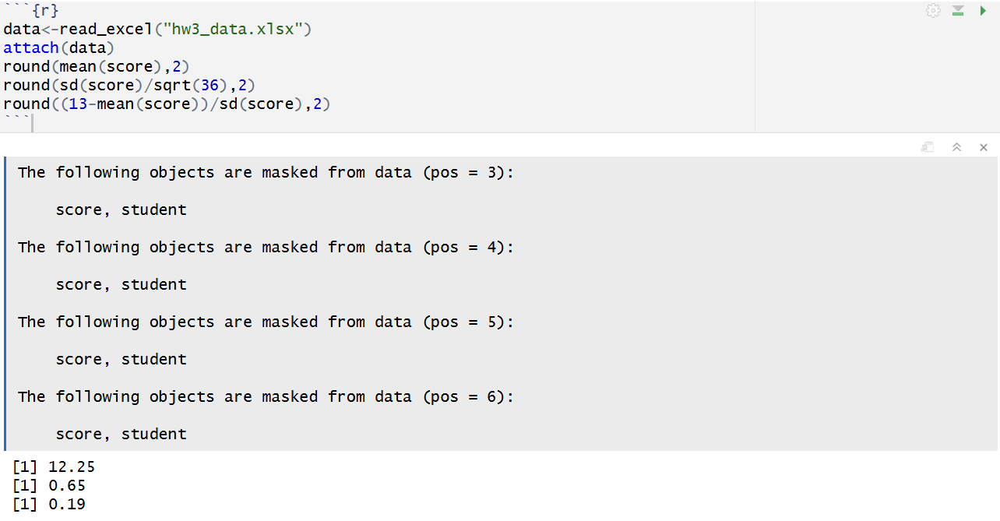 ```{r}
data<-read_excel("hw3_data.xlsx")
attach(data)
round(mean(score),2)
round(sd(score)/sqrt(36),2)
round((13-mean(score))/sd(score),2)
```
The following objects are masked from data (pos = 3):
score, student
The following objects are masked from data (pos = 4):
score, student
The following objects are masked from data (pos = 5):
score, student
The following objects are masked from data (pos = 6):
score, student
[1] 12.25
[1] 0.65
[1] 0.19